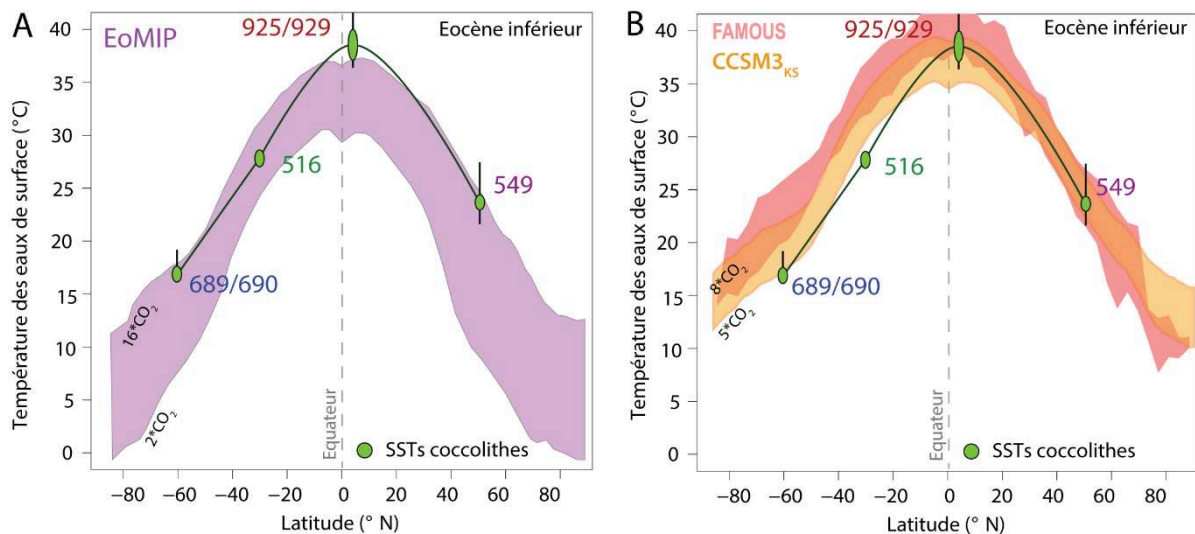 A
EoMIP
925/929
Eocène inférieur
516
549
689/690
16*CO₂
2*CO₂
Equateur
SSTs coccolithes
Température des eaux de surface (°C)
40
35
30
25
20
15
10
5
0
−80 −60 −40 −20 0 20 40 60 80
Latitude (° N)
B
FAMOUS
CCSM3KS
925/929
Eocène inférieur
516
549
689/690
8*CO₂
5*CO₂
Equateur
SSTs coccolithes
Température des eaux de surface (°C)
40
35
30
25
20
15
10
5
0
−80 −60 −40 −20 0 20 40 60 80
Latitude (° N)